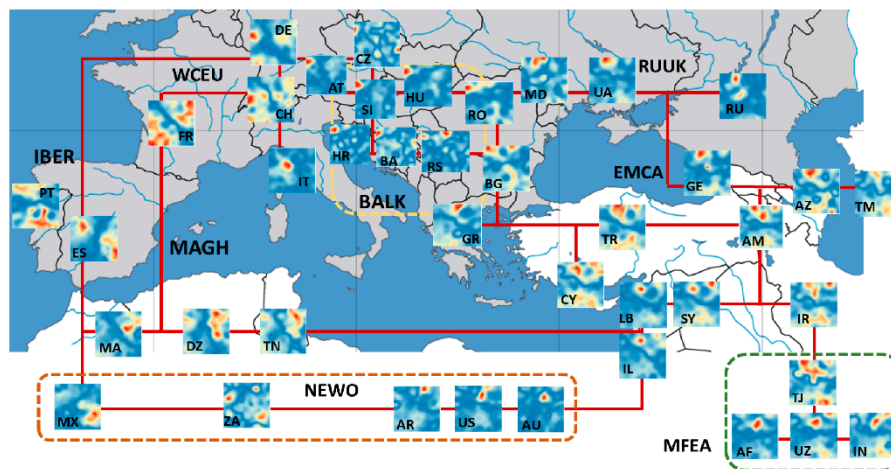 DE
CZ
WCEU
RUUK
AT
HU
MD
UA
RU
CH
SI
RO
FR
HR
BA
RS
IBER
IT
BG
EMCA
GE
PT
BALK
AZ
TM
ES
MAGH
GR
TR
AM
CY
LB
SY
IR
MA
DZ
TN
IL
NEWO
TJ
MX
ZA
AR
US
AU
MFEA
AF
UZ
IN